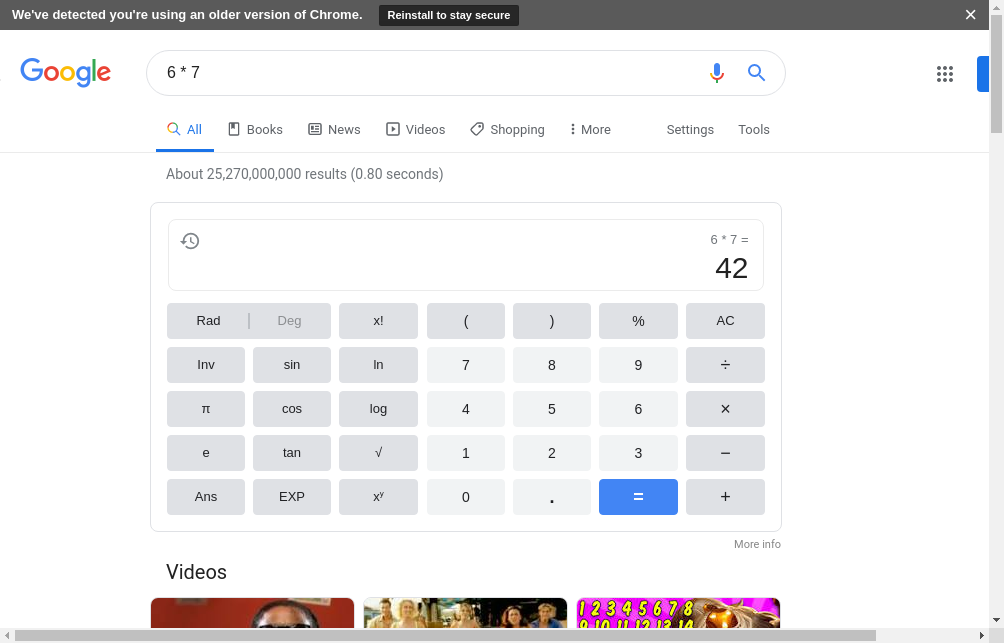 We've detected you're using an older version of Chrome. Reinstall to stay secure
Google 6 * 7
All Books News Videos Shopping More Settings Tools
About 25,270,000,000 results (0.80 seconds)
6 * 7 =
42
Rad Deg x! ( ) % AC
Inv sin ln 7 8 9 ÷
π cos log 4 5 6 ×
e tan √ 1 2 3 −
Ans EXP xʸ 0 . = +
More info
Videos
1 2 3 4 5 6 7 8
9 10 11 12 13 14